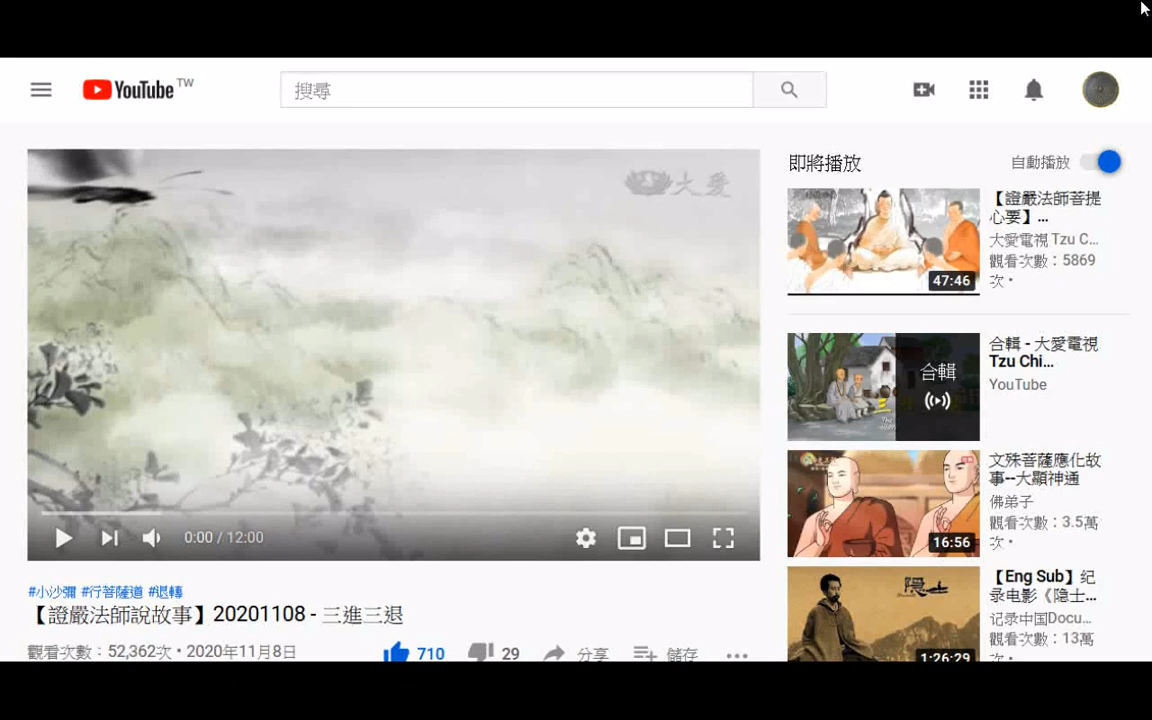 YouTube TW
搜尋
大愛
0:00 / 12:00
#小沙彌 #行菩薩道 #退轉
【證嚴法師說故事】20201108 - 三進三退
觀看次數：52,362次 • 2020年11月8日
710
29
分享
儲存
即將播放
自動播放
47:46
【證嚴法師菩提
心要】...
大愛電視 Tzu C...
觀看次數：5869
次 •
合輯
合輯 - 大愛電視
Tzu Chi...
YouTube
16:56
文殊菩薩應化故
事--大顯神通
佛弟子
觀看次數：3.5萬
次 •
隐士
1:26:29
【Eng Sub】纪
录电影《隐士...
记录中国Docu...
觀看次數：13萬
次 •